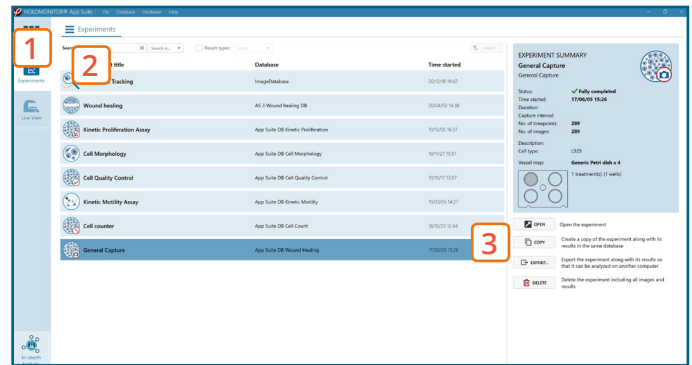 HOLOMONITOR® App Suite File Database Hardware Help
Experiments
1
2
3
Search in...
Result types:
title
Database
Time started
Tracking
ImageDatabase
20/12/18 18:42
Wound healing
AS 3 Wound healing DB
20/04/03 14:38
Kinetic Proliferation Assay
App Suite DB Kinetic Proliferation
19/12/05 16:37
Cell Morphology
App Suite DB Cell Morphology
19/11/27 15:51
Cell Quality Control
App Suite DB Cell Quality Control
19/10/17 13:07
Kinetic Motility Assay
App Suite DB Kinetic Motility
19/03/05 14:27
Cell counter
App Suite DB Cell Count
18/10/23 12:44
General Capture
App Suite DB Wound Healing
17/06/05 15:26
Experiments
Live View
In-depth
EXPERIMENT SUMMARY
General Capture
General Capture
Status: Fully completed
Time started: 17/06/05 15:26
Duration:
Capture interval:
No. of timepoints: 289
No. of images: 289
Description:
Cell type: L929
Vessel map: Generic Petri dish x 4
1 treatment(s) (1 wells)
OPEN Open the experiment
COPY Create a copy of the experiment along with its
results in the same database
EXPORT... Export the experiment along with its results so
that it can be analyzed on another computer
DELETE Delete the experiment including all images and
results